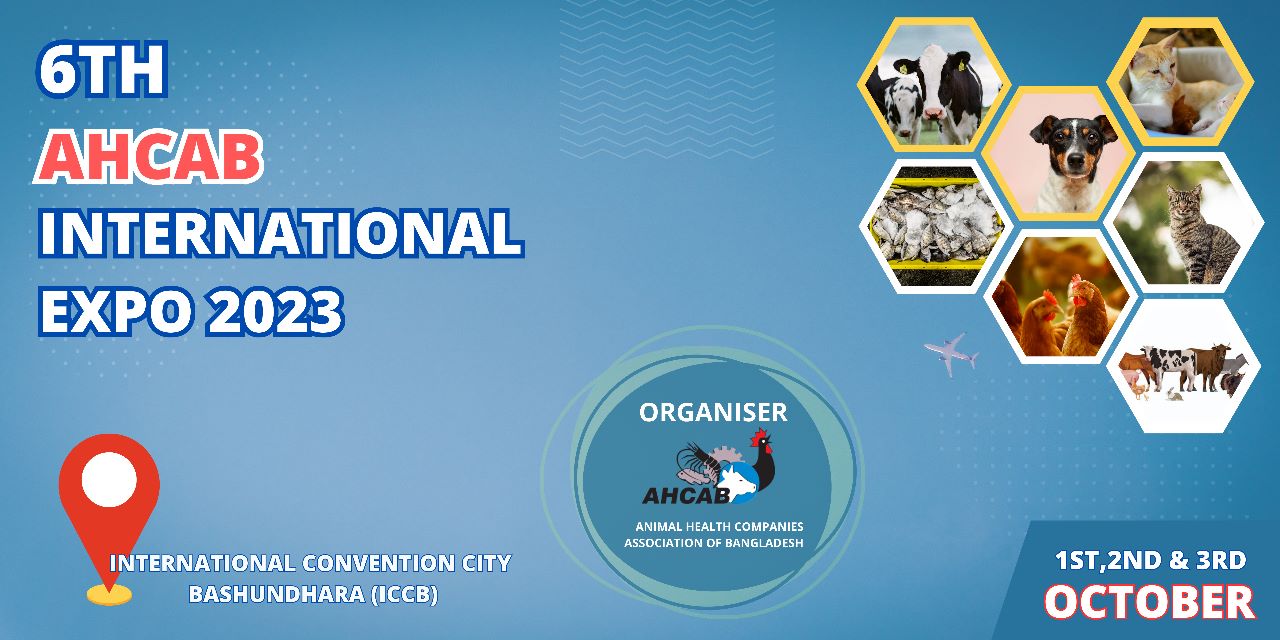 6TH
AHCAB
INTERNATIONAL
EXPO 2023
ORGANISER
AHCAB
ANIMAL HEALTH COMPANIES
ASSOCIATION OF BANGLADESH
INTERNATIONAL CONVENTION CITY
BASHUNDHARA (ICCB)
1ST,2ND & 3RD
OCTOBER